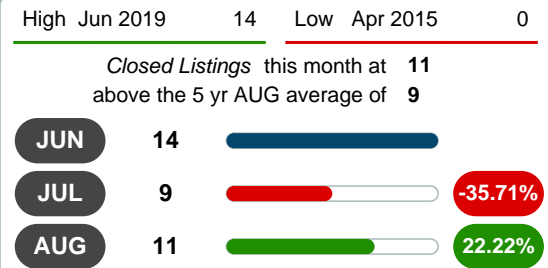 High Jun 2019 14 Low Apr 2015 0
Closed Listings this month at 11
above the 5 yr AUG average of 9
JUN 14
JUL 9 -35.71%
AUG 11 22.22%